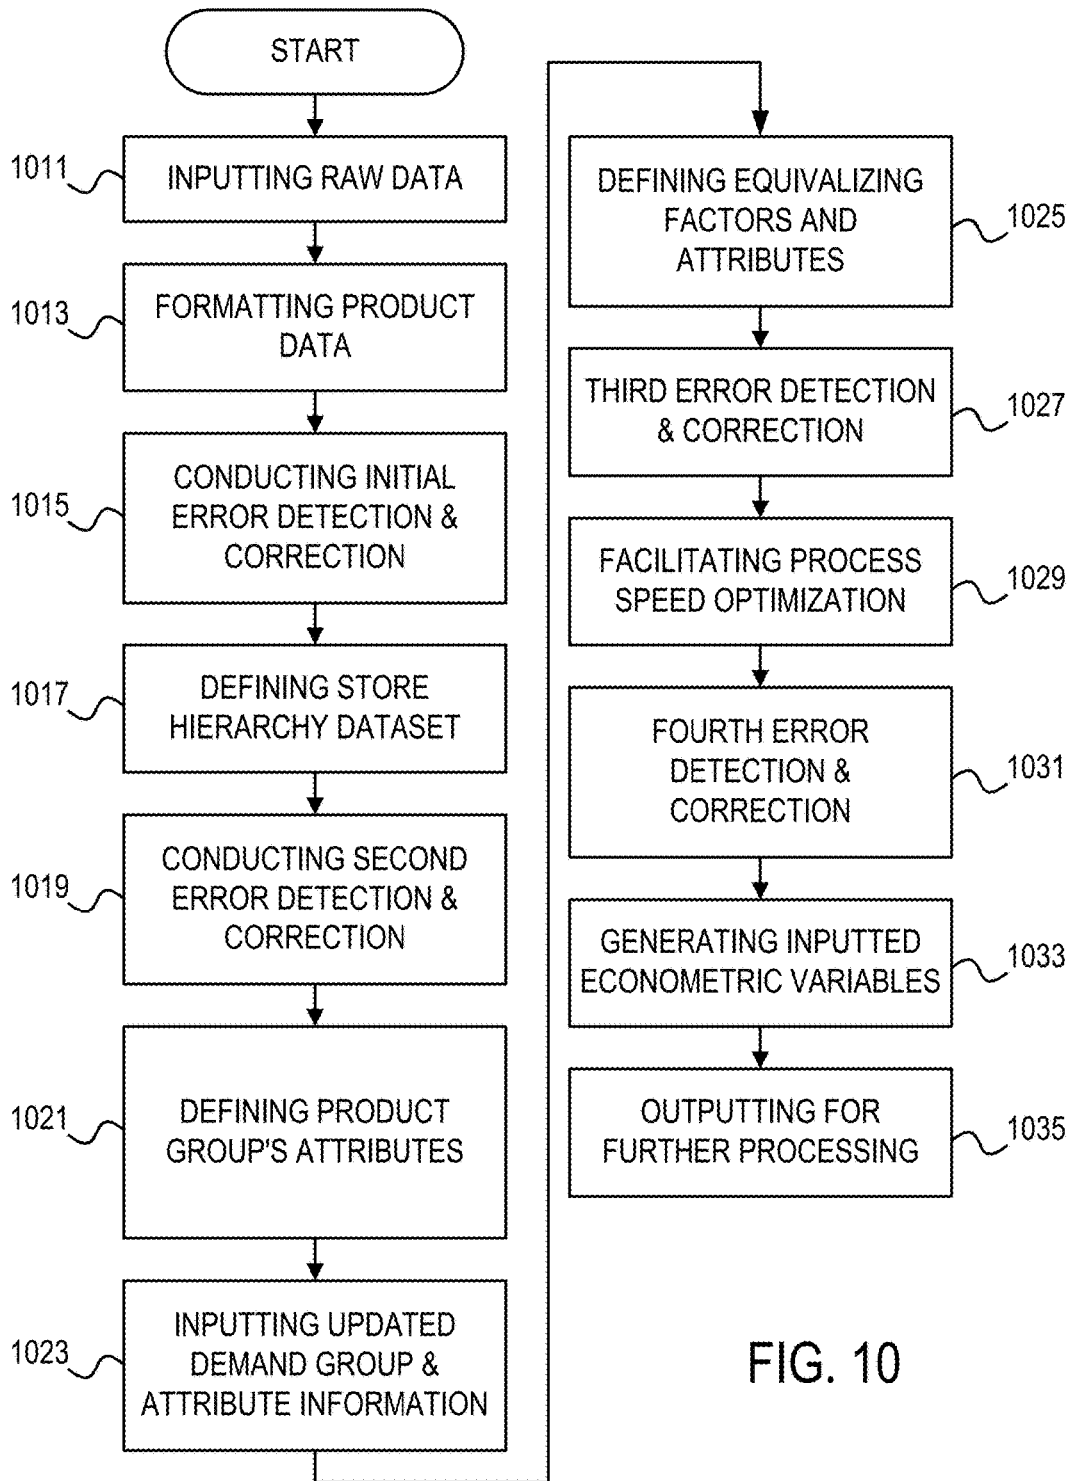 START
1011
INPUTTING RAW DATA
1013
FORMATTING PRODUCT
DATA
1015
CONDUCTING INITIAL
ERROR DETECTION &
CORRECTION
1017
DEFINING STORE
HIERARCHY DATASET
1019
CONDUCTING SECOND
ERROR DETECTION &
CORRECTION
1021
DEFINING PRODUCT
GROUP'S ATTRIBUTES
1023
INPUTTING UPDATED
DEMAND GROUP &
ATTRIBUTE INFORMATION
DEFINING EQUIVALIZING
FACTORS AND
ATTRIBUTES
1025
THIRD ERROR DETECTION
& CORRECTION
1027
FACILITATING PROCESS
SPEED OPTIMIZATION
1029
FOURTH ERROR
DETECTION &
CORRECTION
1031
GENERATING INPUTTED
ECONOMETRIC VARIABLES
1033
OUTPUTTING FOR
FURTHER PROCESSING
1035
FIG. 10